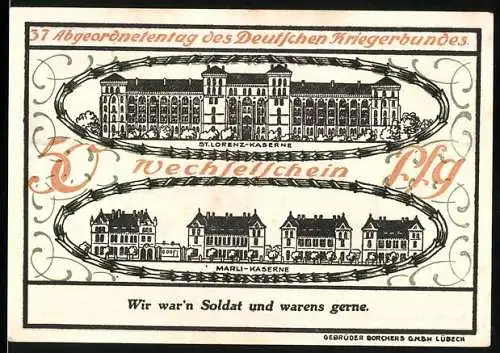 37 Abgeordnetentag des Deutschen Kriegerbundes.
ST. LORENZ-KASERNE
50 Wechselschein Pfg
MARLI-KASERNE
Wir war'n Soldat und warens gerne.
GEBRÜDER BORCHERS G.M.B.H LÜBECK